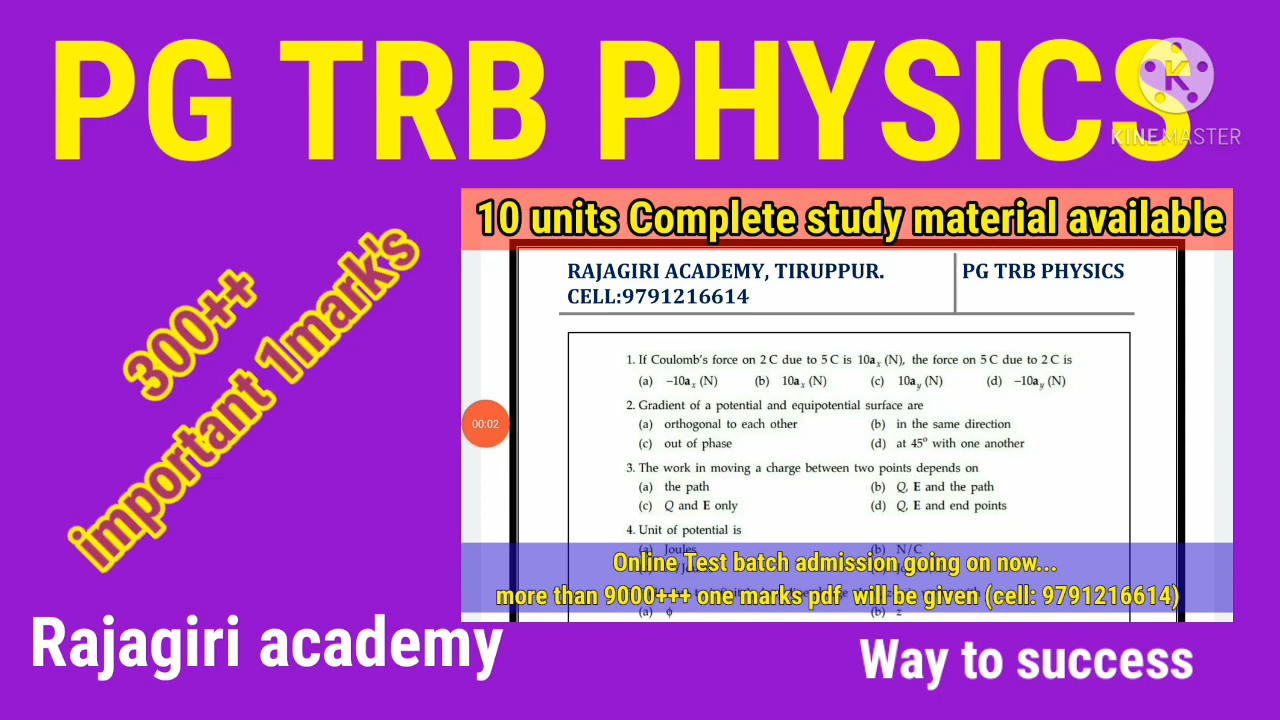 PG TRB PHYSICS
K
KINEMASTER
300++
important 1mark's
10 units Complete study material available
RAJAGIRI ACADEMY, TIRUPPUR.
CELL:9791216614
PG TRB PHYSICS
1. If Coulomb's force on 2 C due to 5 C is 10aₓ (N), the force on 5 C due to 2 C is
(a) −10aₓ (N) (b) 10aₓ (N) (c) 10a_y (N) (d) −10a_y (N)
2. Gradient of a potential and equipotential surface are
(a) orthogonal to each other (b) in the same direction
(c) out of phase (d) at 45° with one another
3. The work in moving a charge between two points depends on
(a) the path (b) Q, E and the path
(c) Q and E only (d) Q, E and end points
4. Unit of potential is
(a) Joules (b) N/C
Online Test batch admission going on now...
more than 9000+++ one marks pdf will be given (cell: 9791216614)
(a) ϕ (b) z
00:02
Rajagiri academy
Way to success